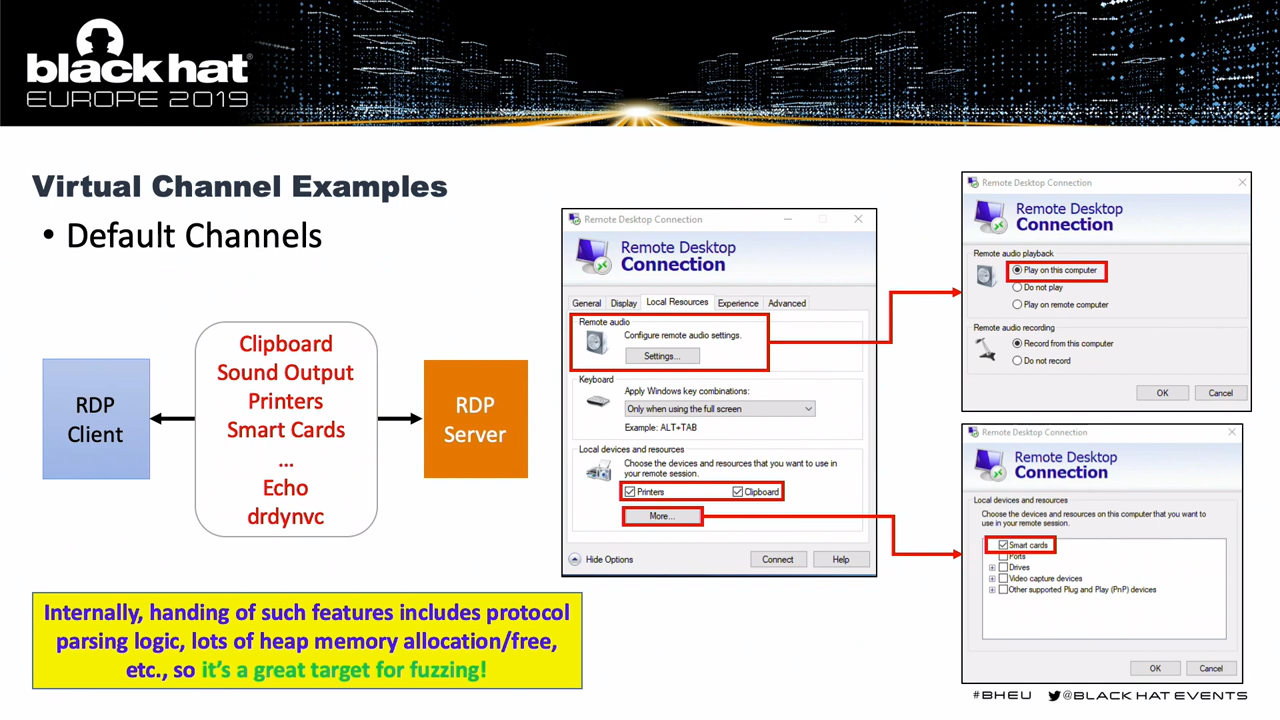 black hat
EUROPE 2019
Virtual Channel Examples
• Default Channels
RDP
Client
Clipboard
Sound Output
Printers
Smart Cards
...
Echo
drdynvc
RDP
Server
Internally, handing of such features includes protocol
parsing logic, lots of heap memory allocation/free,
etc., so it's a great target for fuzzing!
Remote Desktop Connection
Remote Desktop
Connection
General Display Local Resources Experience Advanced
Remote audio
Configure remote audio settings.
Settings...
Keyboard
Apply Windows key combinations:
Only when using the full screen
Example: ALT+TAB
Local devices and resources
Choose the devices and resources that you want to use in
your remote session.
Printers Clipboard
More...
Hide Options Connect Help
Remote Desktop Connection
Remote Desktop
Connection
Remote audio playback
Play on this computer
Do not play
Play on remote computer
Remote audio recording
Record from this computer
Do not record
OK Cancel
Remote Desktop Connection
Remote Desktop
Connection
Local devices and resources
Choose the devices and resources on this computer that you want to
use in your remote session.
Smart cards
Ports
Drives
Video capture devices
Other supported Plug and Play (PnP) devices
OK Cancel
#BHEU @BLACK HAT EVENTS